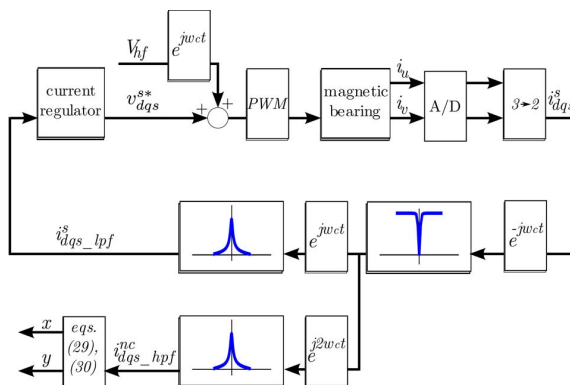 V_hf
e^jwct
current
regulator
v^s*_dqs
+
+
PWM
magnetic
bearing
i_u
i_v
A/D
3→2
i^s_dqs
i^s_dqs_lpf
e^jwct
e^-jwct
x
y
eqs.
(29),
(30)
i^nc_dqs_hpf
e^j2wct